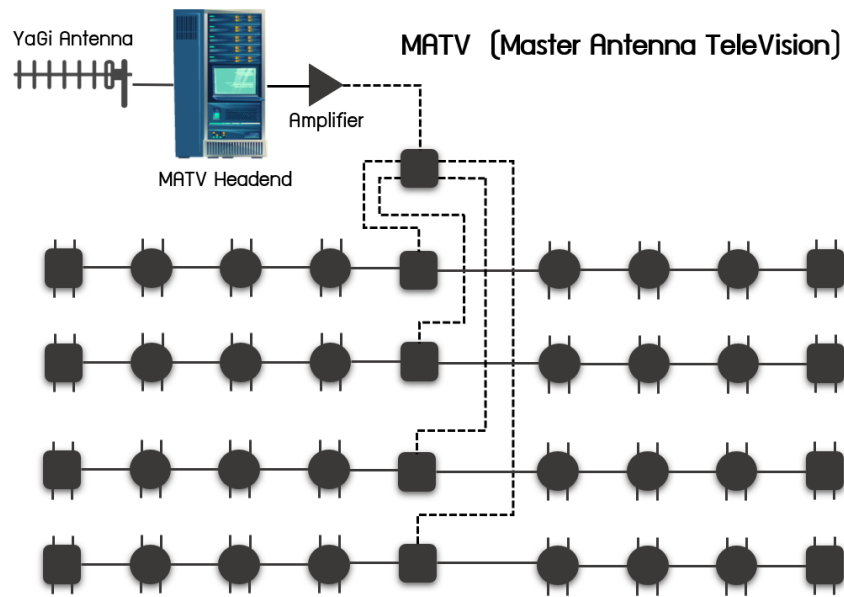 YaGi Antenna
MATV (Master Antenna TeleVision)
Amplifier
MATV Headend